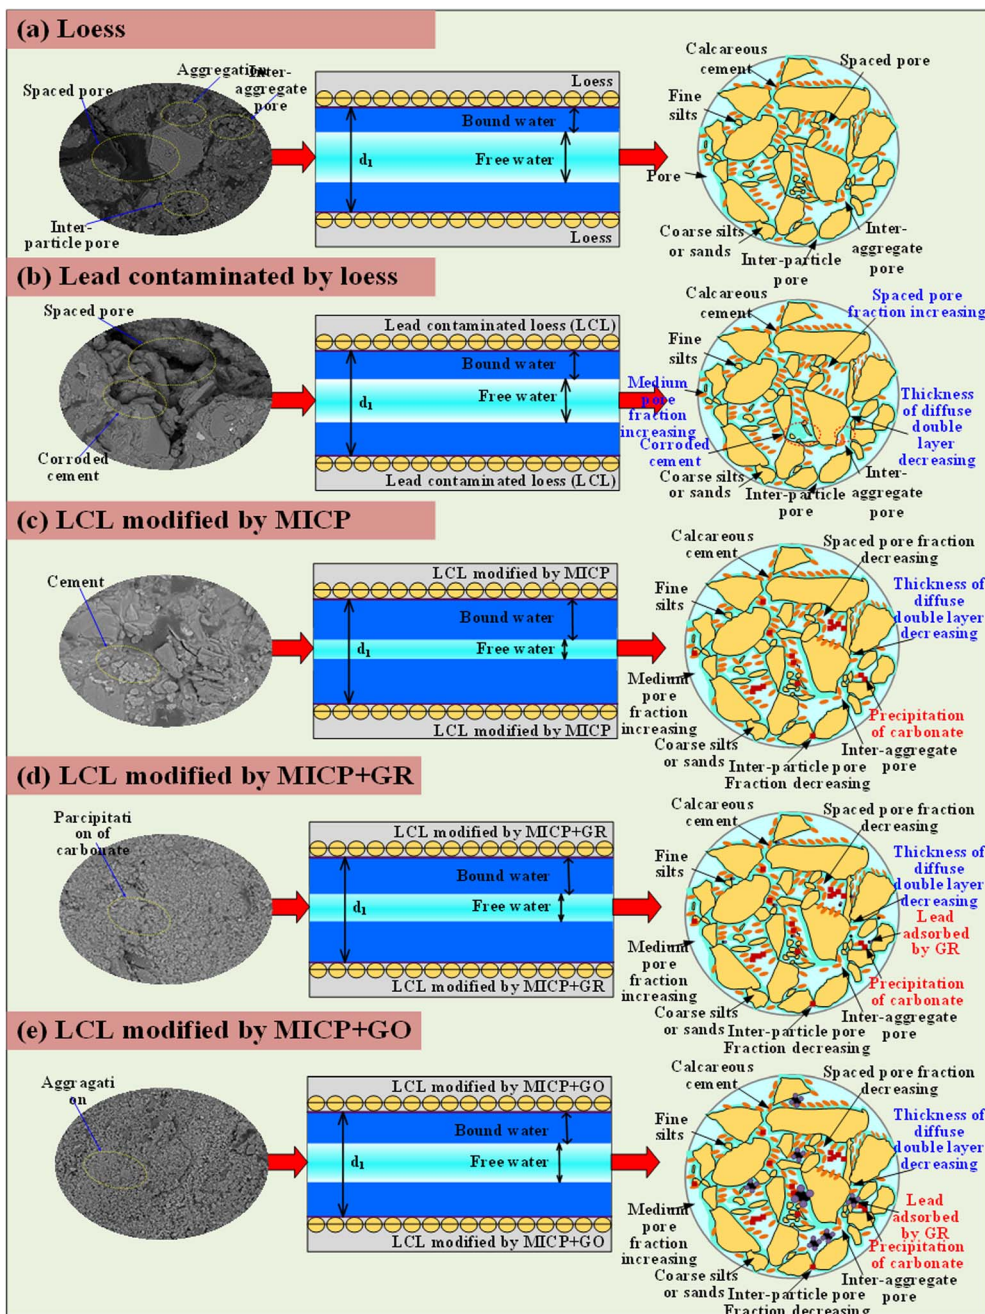 (a) Loess
Aggregation
Inter-
aggregate
pore
Spaced pore
Inter-
particle pore
Loess
Bound water
d1
Free water
Loess
Calcareous
cement
Spaced pore
Fine
silts
Pore
Coarse silts
or sands
Inter-particle
pore
Inter-
aggregate
pore
(b) Lead contaminated by loess
Spaced pore
Corroded
cement
Lead contaminated loess (LCL)
Bound water
d1
Free water
Lead contaminated loess (LCL)
Calcareous
cement
Spaced pore
fraction increasing
Fine
silts
Medium
pore
fraction
increasing
Corroded
cement
Coarse silts
or sands
Inter-particle
pore
Thickness
of diffuse
double
layer
decreasing
Inter-
aggregate
pore
(c) LCL modified by MICP
Cement
LCL modified by MICP
Bound water
d1
Free water
LCL modified by MICP
Calcareous
cement
Spaced pore fraction
decreasing
Fine
silts
Thickness of
diffuse
double layer
decreasing
Medium
pore
fraction
increasing
Precipitation
of carbonate
Coarse silts
or sands
Inter-particle pore
Fraction decreasing
Inter-aggregate
pore
(d) LCL modified by MICP+GR
Parcipitati
on of
carbonate
LCL modified by MICP+GR
Bound water
d1
Free water
LCL modified by MICP+GR
Calcareous
cement
Spaced pore fraction
decreasing
Fine
silts
Thickness of
diffuse
double layer
decreasing
Lead
adsorbed
by GR
Medium
pore
fraction
increasing
Precipitation
of carbonate
Coarse silts
or sands
Inter-particle pore
Fraction decreasing
Inter-aggregate
pore
(e) LCL modified by MICP+GO
Aggragati
on
LCL modified by MICP+GO
Bound water
d1
Free water
LCL modified by MICP+GO
Calcareous
cement
Spaced pore fraction
decreasing
Fine
silts
Thickness of
diffuse
double layer
decreasing
Lead
adsorbed
by GR
Medium
pore
fraction
increasing
Precipitation
of carbonate
Coarse silts
or sands
Inter-particle pore
Fraction decreasing
Inter-aggregate
pore